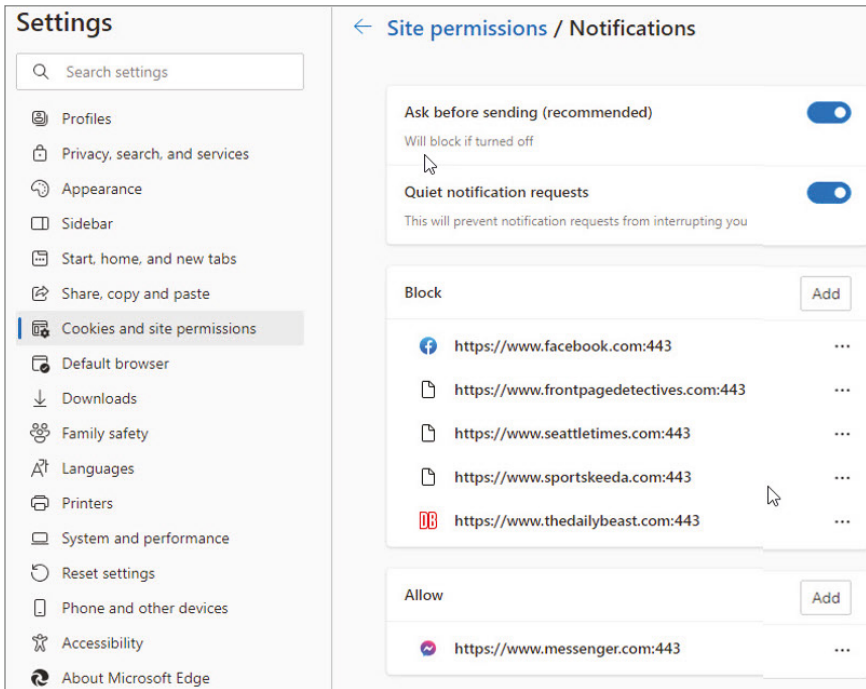 Settings
Search settings
Profiles
Privacy, search, and services
Appearance
Sidebar
Start, home, and new tabs
Share, copy and paste
Cookies and site permissions
Default browser
Downloads
Family safety
Languages
Printers
System and performance
Reset settings
Phone and other devices
Accessibility
About Microsoft Edge
Site permissions / Notifications
Ask before sending (recommended)
Will block if turned off
Quiet notification requests
This will prevent notification requests from interrupting you
Block
Add
https://www.facebook.com:443
https://www.frontpagedetectives.com:443
https://www.seattletimes.com:443
https://www.sportskeeda.com:443
https://www.thedailybeast.com:443
Allow
Add
https://www.messenger.com:443